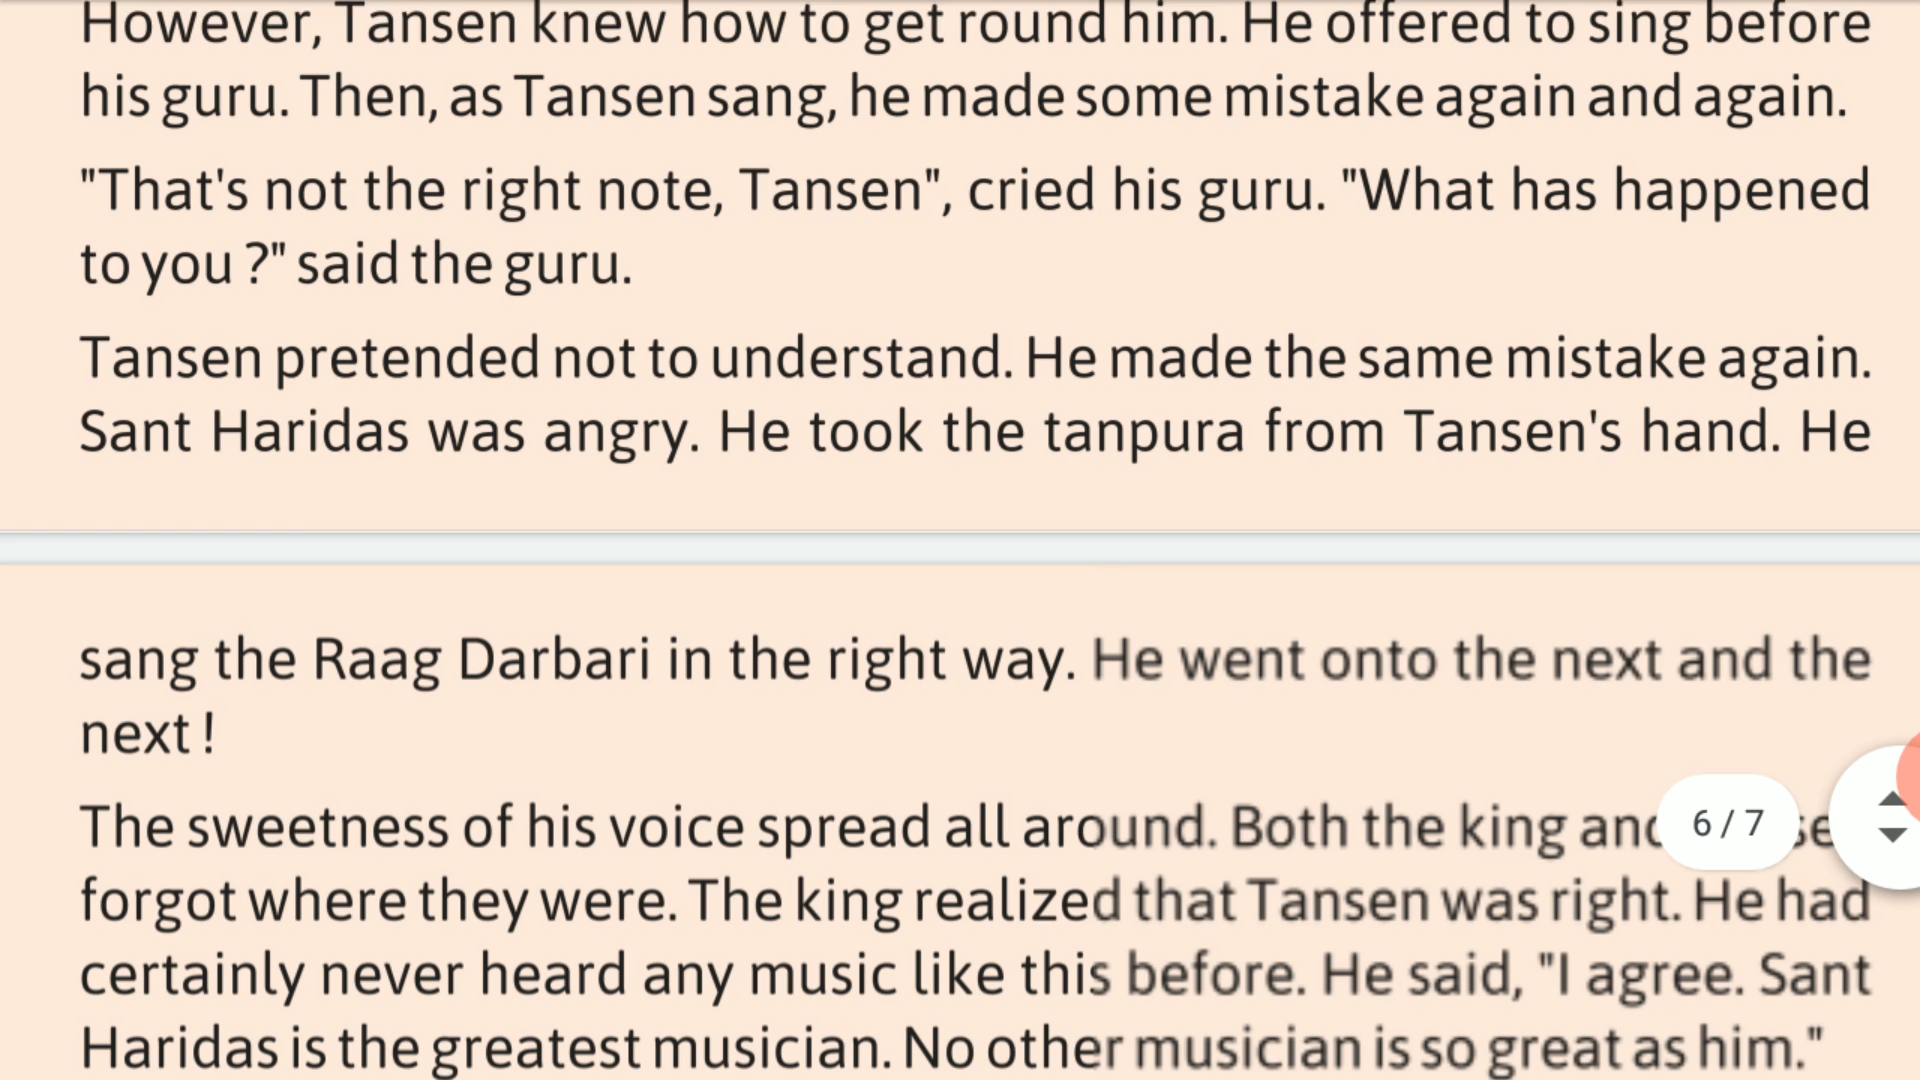 However, Tansen knew how to get round him. He offered to sing before
his guru. Then, as Tansen sang, he made some mistake again and again.
"That's not the right note, Tansen", cried his guru. "What has happened
to you ?" said the guru.
Tansen pretended not to understand. He made the same mistake again.
Sant Haridas was angry. He took the tanpura from Tansen's hand. He
sang the Raag Darbari in the right way. He went onto the next and the
next !
The sweetness of his voice spread all around. Both the king
6 / 7
forgot where they were. The king realized that Tansen was right. He had
certainly never heard any music like this before. He said, "I agree. Sant
Haridas is the greatest musician. No other musician is so great as him."